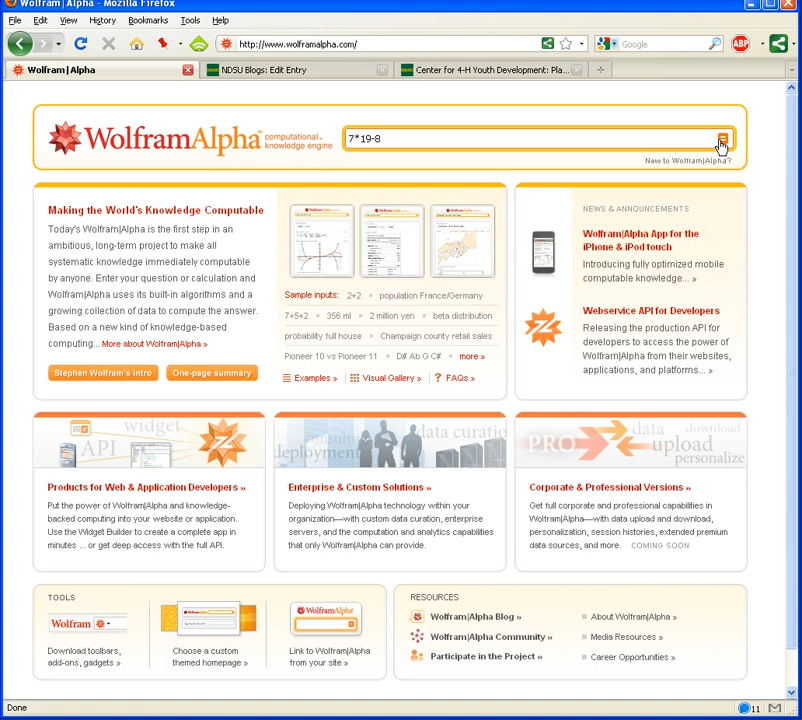 Wolfram|Alpha - Mozilla Firefox
File Edit View History Bookmarks Tools Help
http://www.wolframalpha.com/ Google ABP
Wolfram|Alpha NDSU Blogs: Edit Entry Center for 4-H Youth Development: Pla...
WolframAlpha™ computational knowledge engine
7*19-8
New to Wolfram|Alpha?
Making the World's Knowledge Computable
Today's Wolfram|Alpha is the first step in an
ambitious, long-term project to make all
systematic knowledge immediately computable
by anyone. Enter your question or calculation and
Wolfram|Alpha uses its built-in algorithms and a
growing collection of data to compute the answer.
Based on a new kind of knowledge-based
computing... More about Wolfram|Alpha »
Stephen Wolfram's intro One-page summary
Sample inputs: 2+2 population France/Germany
7+5+2 356 ml 2 million yen beta distribution
probability full house Champaign county retail sales
Pioneer 10 vs Pioneer 11 D# Ab G C# more »
Examples » Visual Gallery » FAQs »
NEWS & ANNOUNCEMENTS
Wolfram|Alpha App for the
iPhone & iPod touch
Introducing fully optimized mobile
computable knowledge... »
Webservice API for Developers
Releasing the production API for
developers to access the power of
Wolfram|Alpha from their websites,
applications, and platforms... »
widget
API
Products for Web & Application Developers »
Put the power of Wolfram|Alpha and knowledge-
backed computing into your website or application.
Use the Widget Builder to create a complete app in
minutes ... or get deep access with the full API.
consulting
deployment
data curation
Enterprise & Custom Solutions »
Deploying Wolfram|Alpha technology within your
organization—with custom data curation, enterprise
servers, and the computation and analytics capabilities
that only Wolfram|Alpha can provide.
PRO
data download
upload
personalize
Corporate & Professional Versions »
Get full corporate and professional capabilities in
Wolfram|Alpha—with data upload and download,
personalization, session histories, extended premium
data sources, and more. COMING SOON
TOOLS
Wolfram
Download toolbars,
add-ons, gadgets »
Choose a custom
themed homepage »
WolframAlpha
Link to Wolfram|Alpha
from your site »
RESOURCES
Wolfram|Alpha Blog »
Wolfram|Alpha Community »
Participate in the Project »
About Wolfram|Alpha »
Media Resources »
Career Opportunities »
Done 11